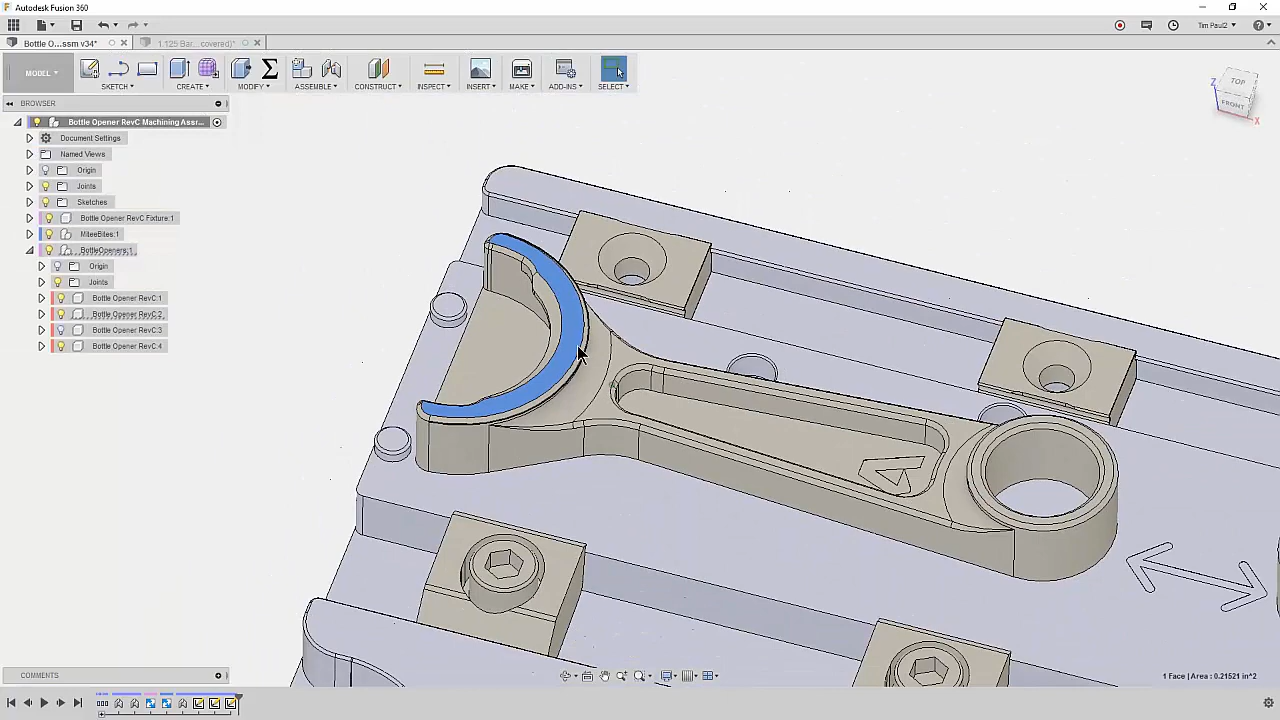 Autodesk Fusion 360
Tim Paul2
Bottle O...ssm v34*
1.125 Bar... covered)*
MODEL
SKETCH
CREATE
MODIFY
ASSEMBLE
CONSTRUCT
INSPECT
INSERT
MAKE
ADD-INS
SELECT
TOP
FRONT
Z
X
BROWSER
Bottle Opener RevC Machining Assr...
Document Settings
Named Views
Origin
Joints
Sketches
Bottle Opener RevC Fixture:1
MiteeBites:1
BottleOpeners:1
Origin
Joints
Bottle Opener RevC:1
Bottle Opener RevC:2
Bottle Opener RevC:3
Bottle Opener RevC:4
COMMENTS
1 Face | Area : 0.21521 in^2